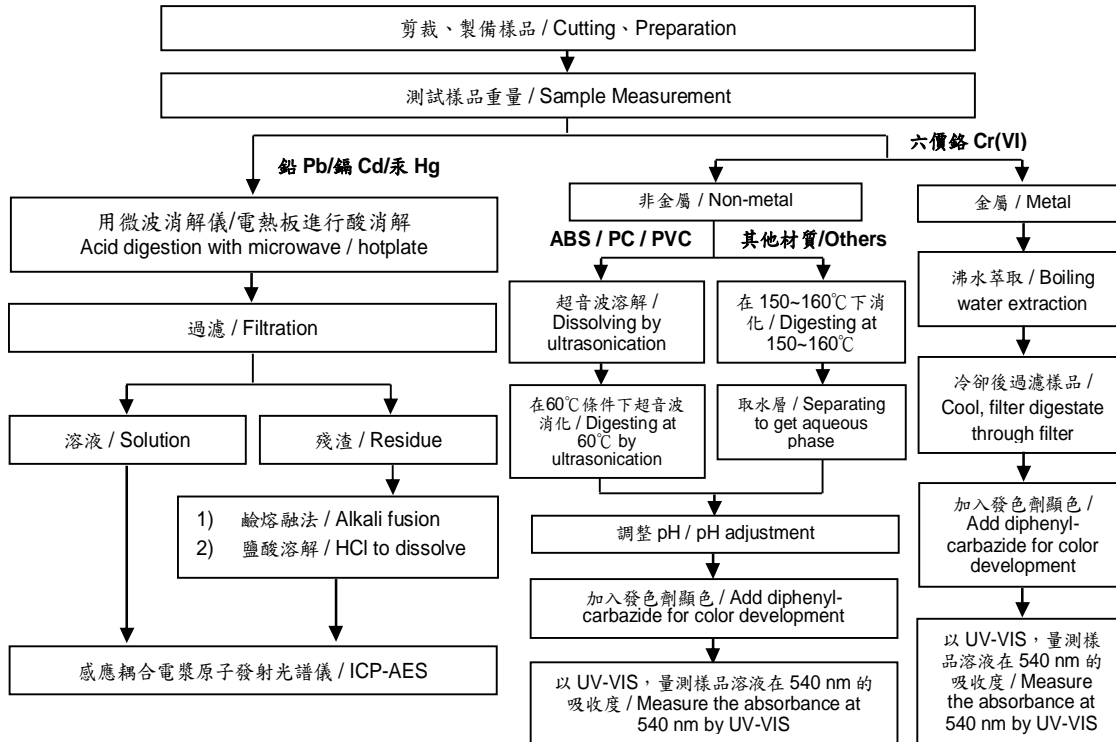 剪裁、製備樣品 / Cutting、Preparation
測試樣品重量 / Sample Measurement
鉛 Pb/鎘 Cd/汞 Hg
六價鉻 Cr(VI)
用微波消解儀/電熱板進行酸消解
Acid digestion with microwave / hotplate
過濾 / Filtration
溶液 / Solution
殘渣 / Residue
1) 鹼熔融法 / Alkali fusion
2) 鹽酸溶解 / HCl to dissolve
感應耦合電漿原子發射光譜儀 / ICP-AES
非金屬 / Non-metal
ABS / PC / PVC
其他材質/Others
超音波溶解 /
Dissolving by
ultrasonication
在 150~160℃下消
化 / Digesting at
150~160℃
在60℃條件下超音波
消化 / Digesting at
60℃ by
ultrasonication
取水層 / Separating
to get aqueous
phase
調整 pH / pH adjustment
加入發色劑顯色 / Add diphenyl-
carbazide for color development
以 UV-VIS，量測樣品溶液在 540 nm 的
吸收度 / Measure the absorbance at
540 nm by UV-VIS
金屬 / Metal
沸水萃取 / Boiling
water extraction
冷卻後過濾樣品 /
Cool, filter digestate
through filter
加入發色劑顯色 /
Add diphenyl-
carbazide for color
development
以 UV-VIS，量測樣
品溶液在 540 nm 的
吸收度 / Measure
the absorbance at
540 nm by UV-VIS